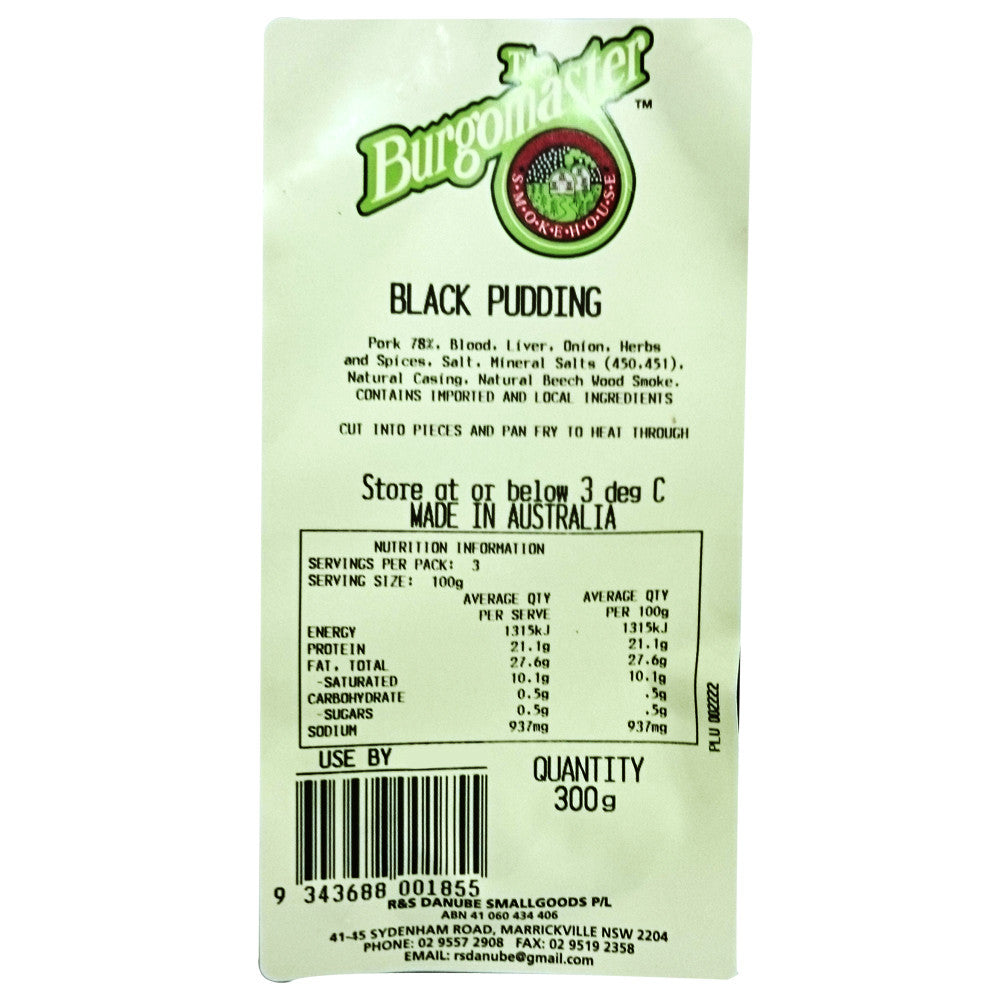 The
Burgomaster
TM
S•M•O•K•E•H•O•U•S•E
BLACK PUDDING
Pork 78%, Blood, Liver, Onion, Herbs
and Spices, Salt, Mineral Salts (450,451),
Natural Casing, Natural Beech Wood Smoke.
CONTAINS IMPORTED AND LOCAL INGREDIENTS
CUT INTO PIECES AND PAN FRY TO HEAT THROUGH
Store at or below 3 deg C
MADE IN AUSTRALIA
NUTRITION INFORMATION
SERVINGS PER PACK: 3
SERVING SIZE: 100g
AVERAGE QTY AVERAGE QTY
PER SERVE PER 100g
ENERGY 1315kJ 1315kJ
PROTEIN 21.1g 21.1g
FAT, TOTAL 27.6g 27.6g
-SATURATED 10.1g 10.1g
CARBOHYDRATE 0.5g .5g
-SUGARS 0.5g .5g
SODIUM 937mg 937mg
PLU 002222
USE BY
QUANTITY
300g
9 343688 001855
R&S DANUBE SMALLGOODS P/L
ABN 41 060 434 406
41-45 SYDENHAM ROAD, MARRICKVILLE NSW 2204
PHONE: 02 9557 2908 FAX: 02 9519 2358
EMAIL: rsdanube@gmail.com